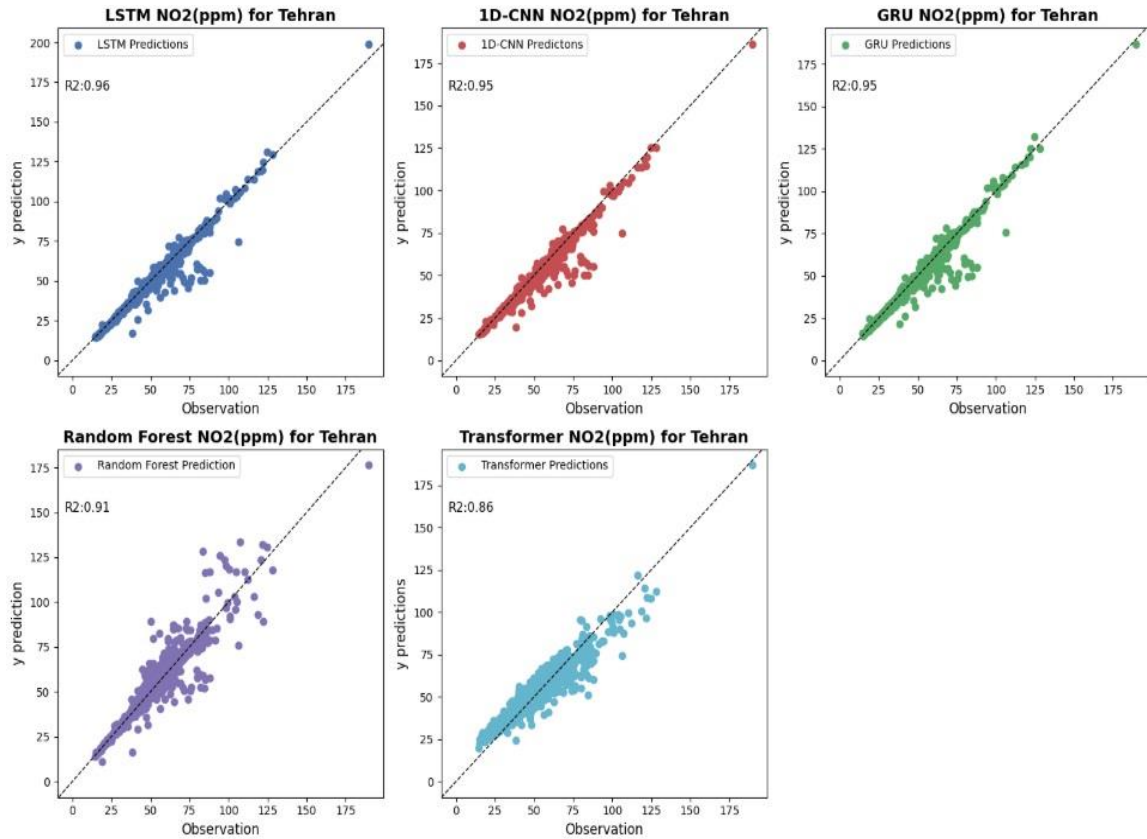 LSTM NO2(ppm) for Tehran
LSTM Predictions
R2:0.96
200
175
150
125
100
75
50
25
0
y prediction
0 25 50 75 100 125 150 175
Observation
1D-CNN NO2(ppm) for Tehran
1D-CNN Predictons
R2:0.95
175
150
125
100
75
50
25
0
y prediction
0 25 50 75 100 125 150 175
Observation
GRU NO2(ppm) for Tehran
GRU Predictions
R2:0.95
175
150
125
100
75
50
25
0
y prediction
0 25 50 75 100 125 150 175
Observation
Random Forest NO2(ppm) for Tehran
Random Forest Prediction
R2:0.91
175
150
125
100
75
50
25
0
y prediction
0 25 50 75 100 125 150 175
Observation
Transformer NO2(ppm) for Tehran
Transformer Predictions
R2:0.86
175
150
125
100
75
50
25
0
y predictions
0 25 50 75 100 125 150 175
Observation